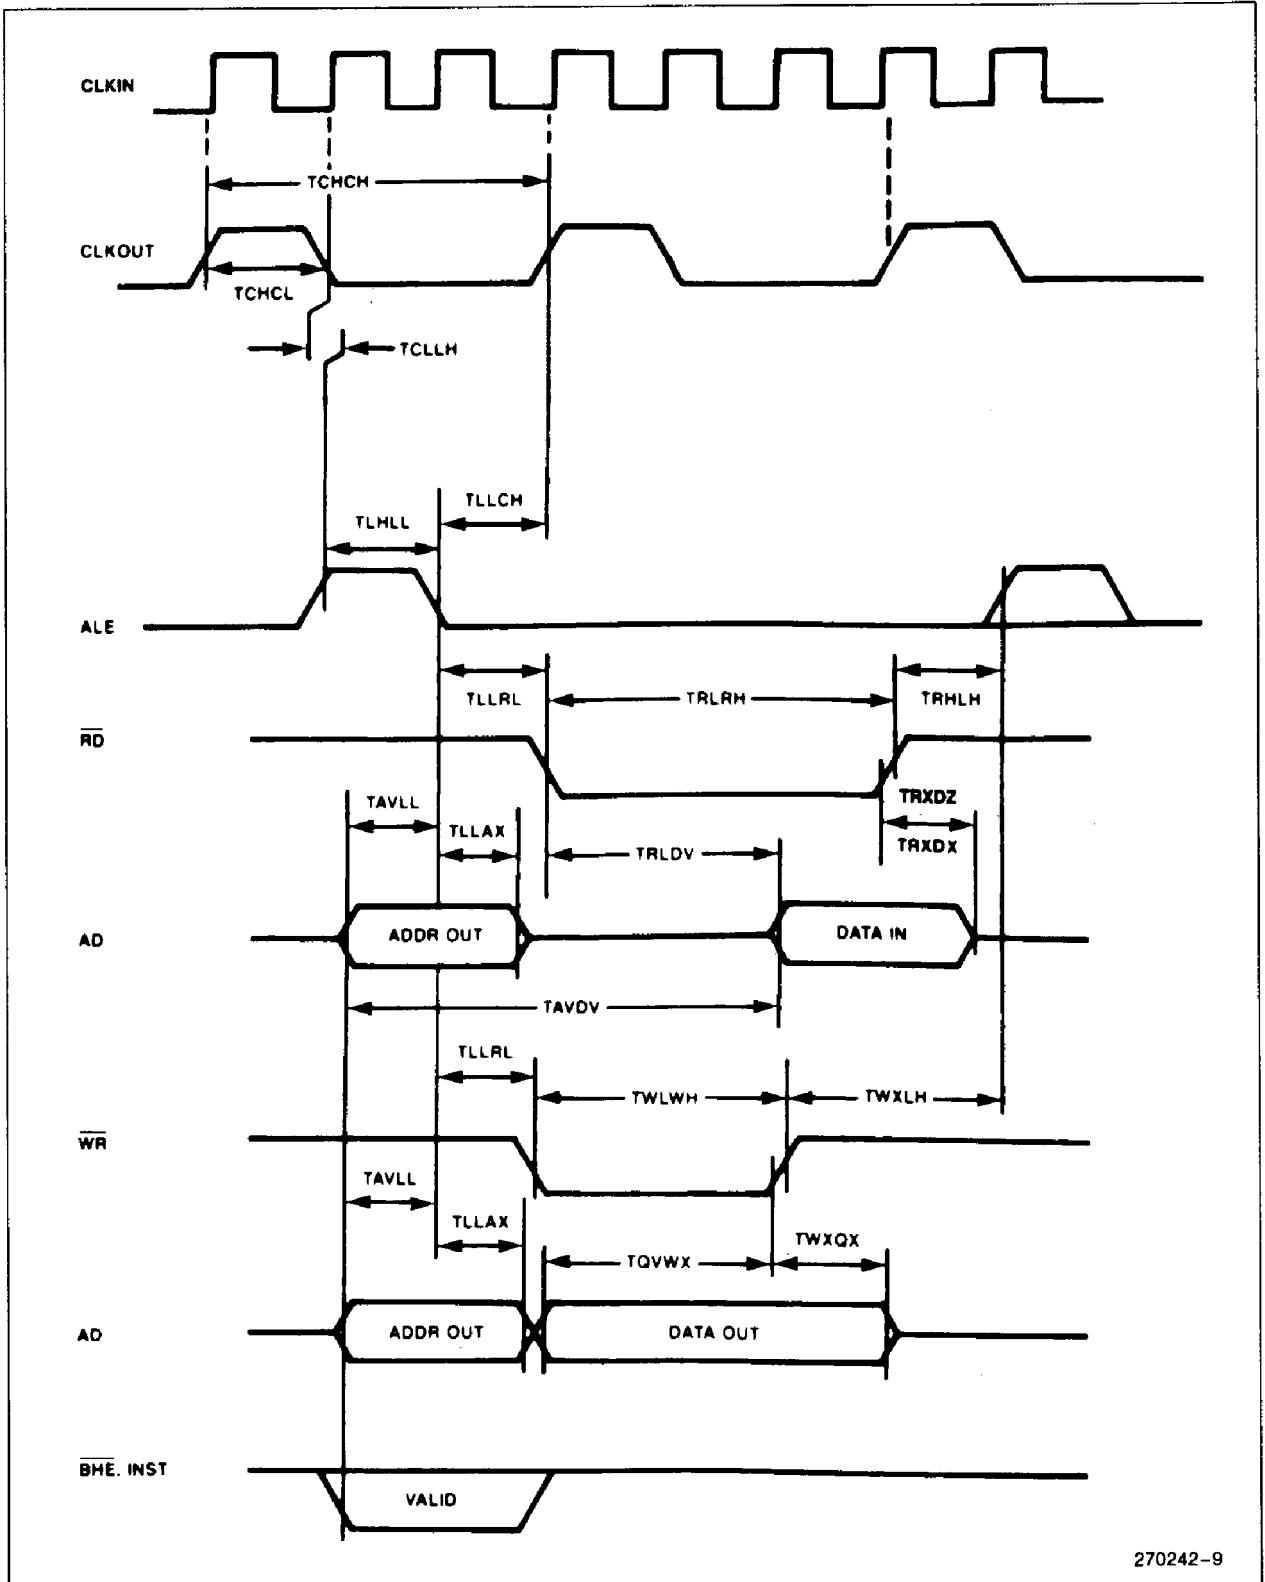 CLKIN
TCHCH
CLKOUT
TCHCL
TCLLH
TLLCH
TLHLL
ALE
TLLRL
TRLRH
TRHLH
RD
TAVLL
TRXDZ
TLLAX
TRLDV
TRXDX
AD
ADDR OUT
DATA IN
TAVDV
TLLRL
TWLWH
TWXLH
WR
TAVLL
TLLAX
TWXQX
TQVWX
AD
ADDR OUT
DATA OUT
BHE. INST
VALID
270242-9